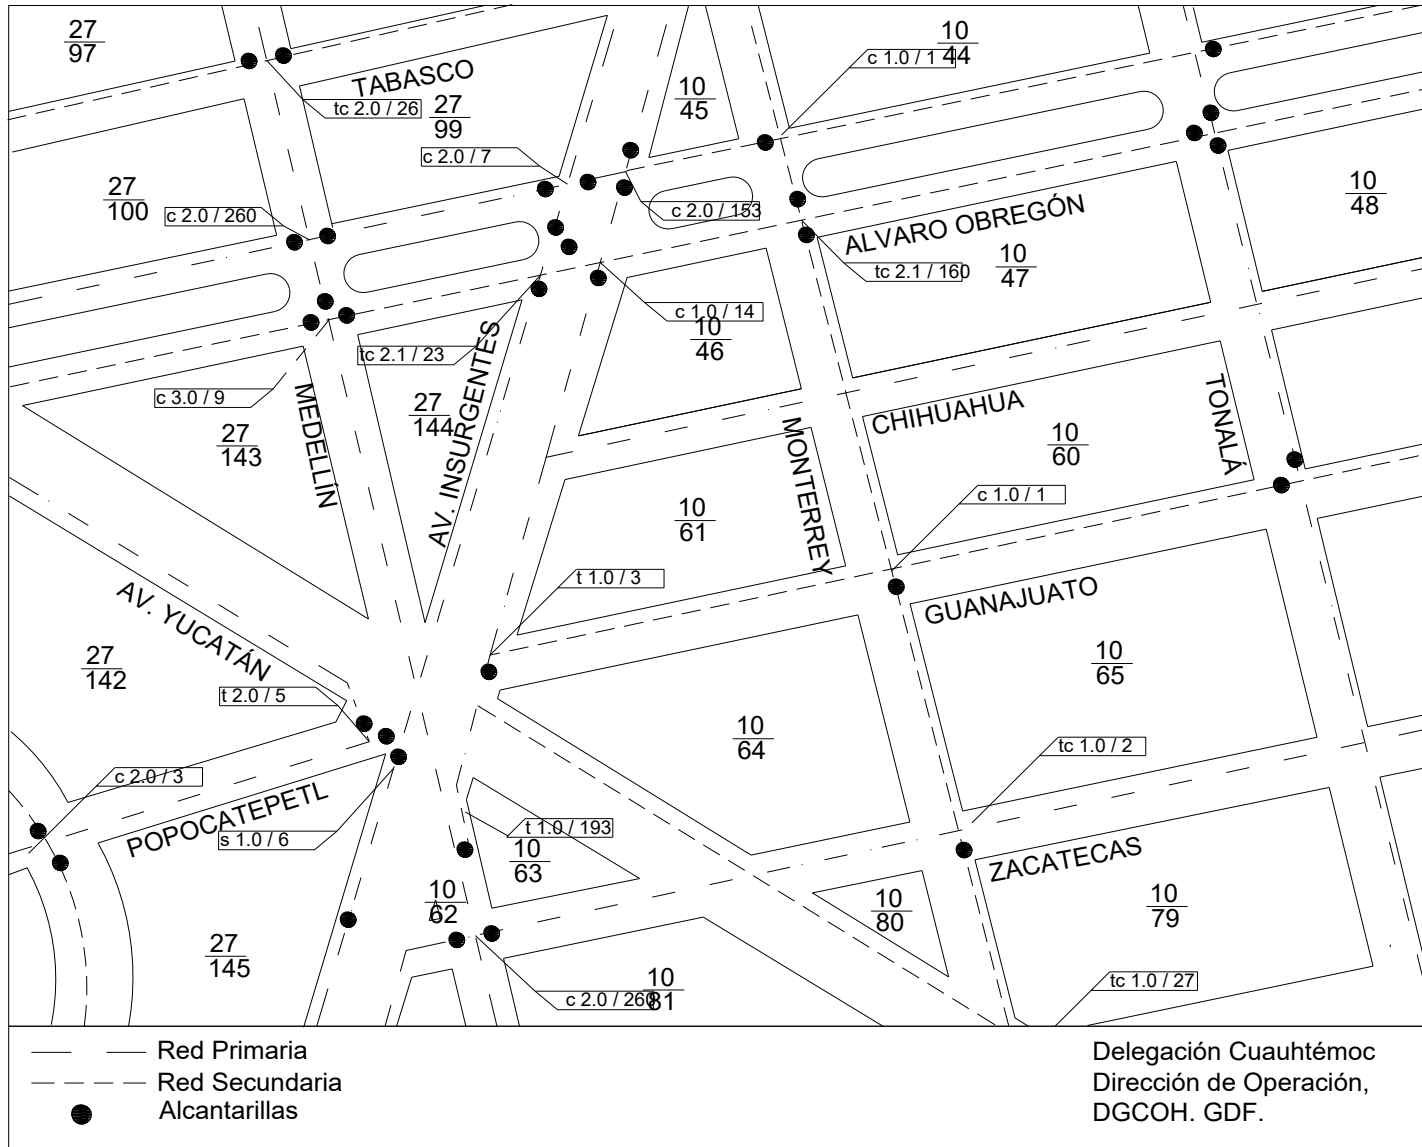 27
97
10
44
c 1.0 / 1
TABASCO
tc 2.0 / 26
27
99
10
45
c 2.0 / 7
27
100
c 2.0 / 260
c 2.0 / 153
10
48
ALVARO OBREGÓN
10
47
tc 2.1 / 160
c 1.0 / 14
10
46
tc 2.1 / 23
c 3.0 / 9
MEDELLÍN
27
144
27
143
AV. INSURGENTES
MONTERREY
CHIHUAHUA
TONALÁ
10
60
c 1.0 / 1
10
61
t 1.0 / 3
GUANAJUATO
AV. YUCATÁN
27
142
t 2.0 / 5
10
65
10
64
tc 1.0 / 2
c 2.0 / 3
POPOCATEPETL
s 1.0 / 6
t 1.0 / 193
10
63
ZACATECAS
10
62
10
80
10
79
27
145
c 2.0 / 260
10
81
tc 1.0 / 27
Red Primaria
Red Secundaria
Alcantarillas
Delegación Cuauhtémoc
Dirección de Operación,
DGCOH. GDF.